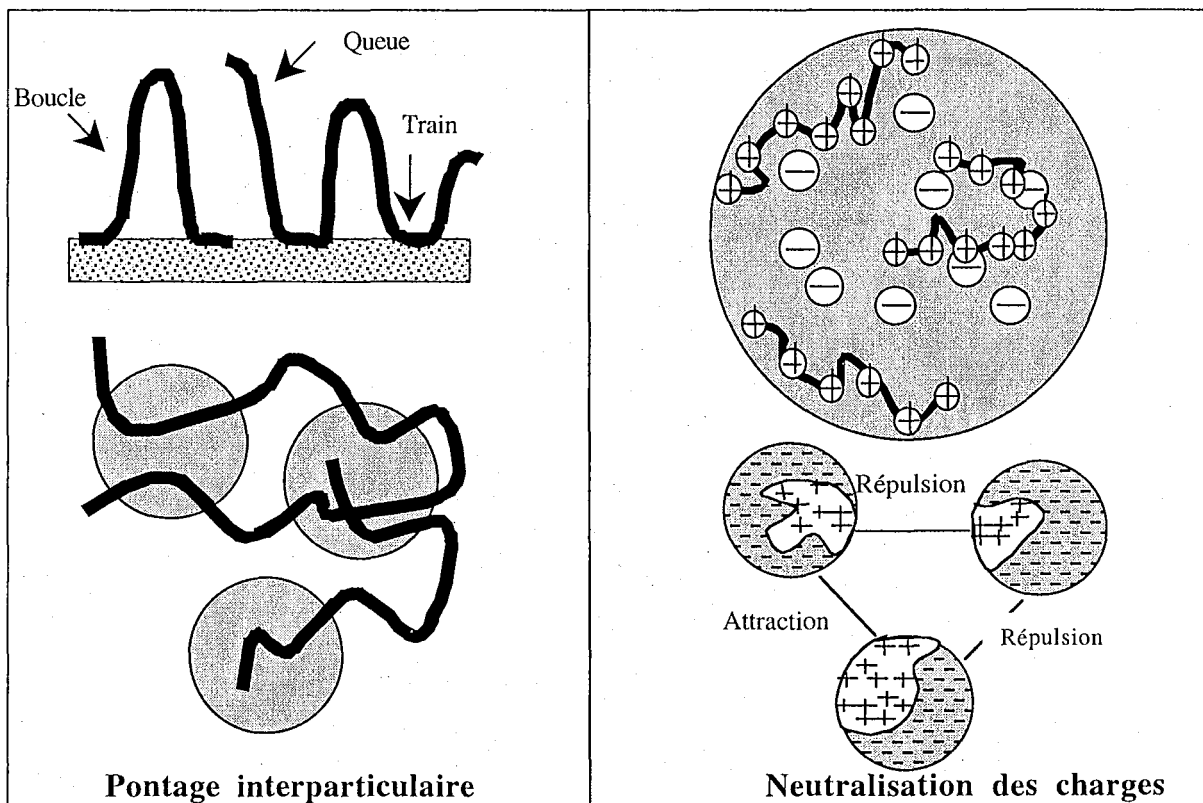 Queue
Boucle
Train
Pontage interparticulaire
Répulsion
Attraction
Répulsion
Neutralisation des charges